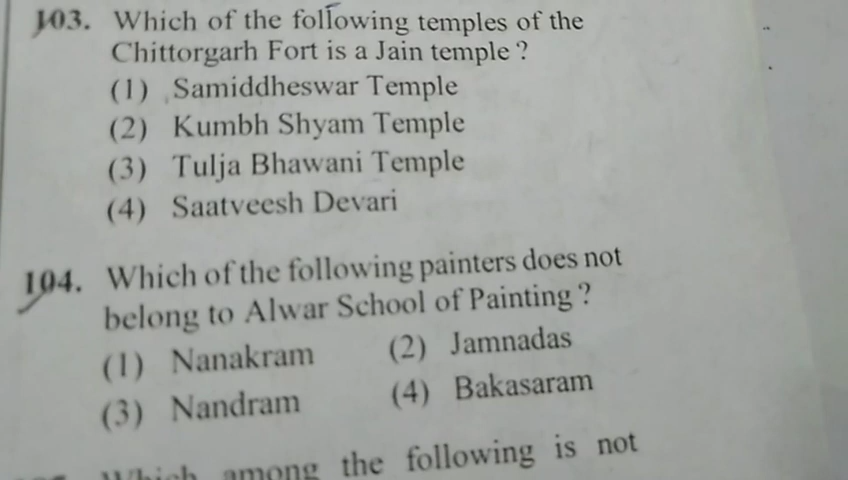 103. Which of the following temples of the
Chittorgarh Fort is a Jain temple ?
(1) Samiddheswar Temple
(2) Kumbh Shyam Temple
(3) Tulja Bhawani Temple
(4) Saatveesh Devari
104. Which of the following painters does not
belong to Alwar School of Painting ?
(1) Nanakram (2) Jamnadas
(3) Nandram (4) Bakasaram
Which among the following is not